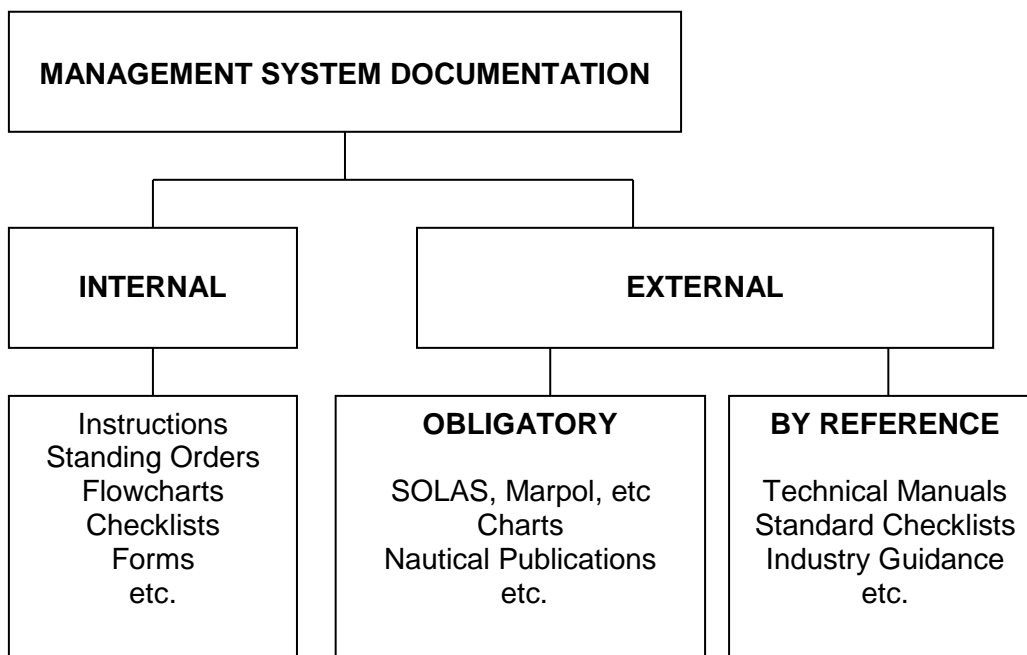 MANAGEMENT SYSTEM DOCUMENTATION
INTERNAL
EXTERNAL
Instructions
Standing Orders
Flowcharts
Checklists
Forms
etc.
OBLIGATORY
SOLAS, Marpol, etc
Charts
Nautical Publications
etc.
BY REFERENCE
Technical Manuals
Standard Checklists
Industry Guidance
etc.